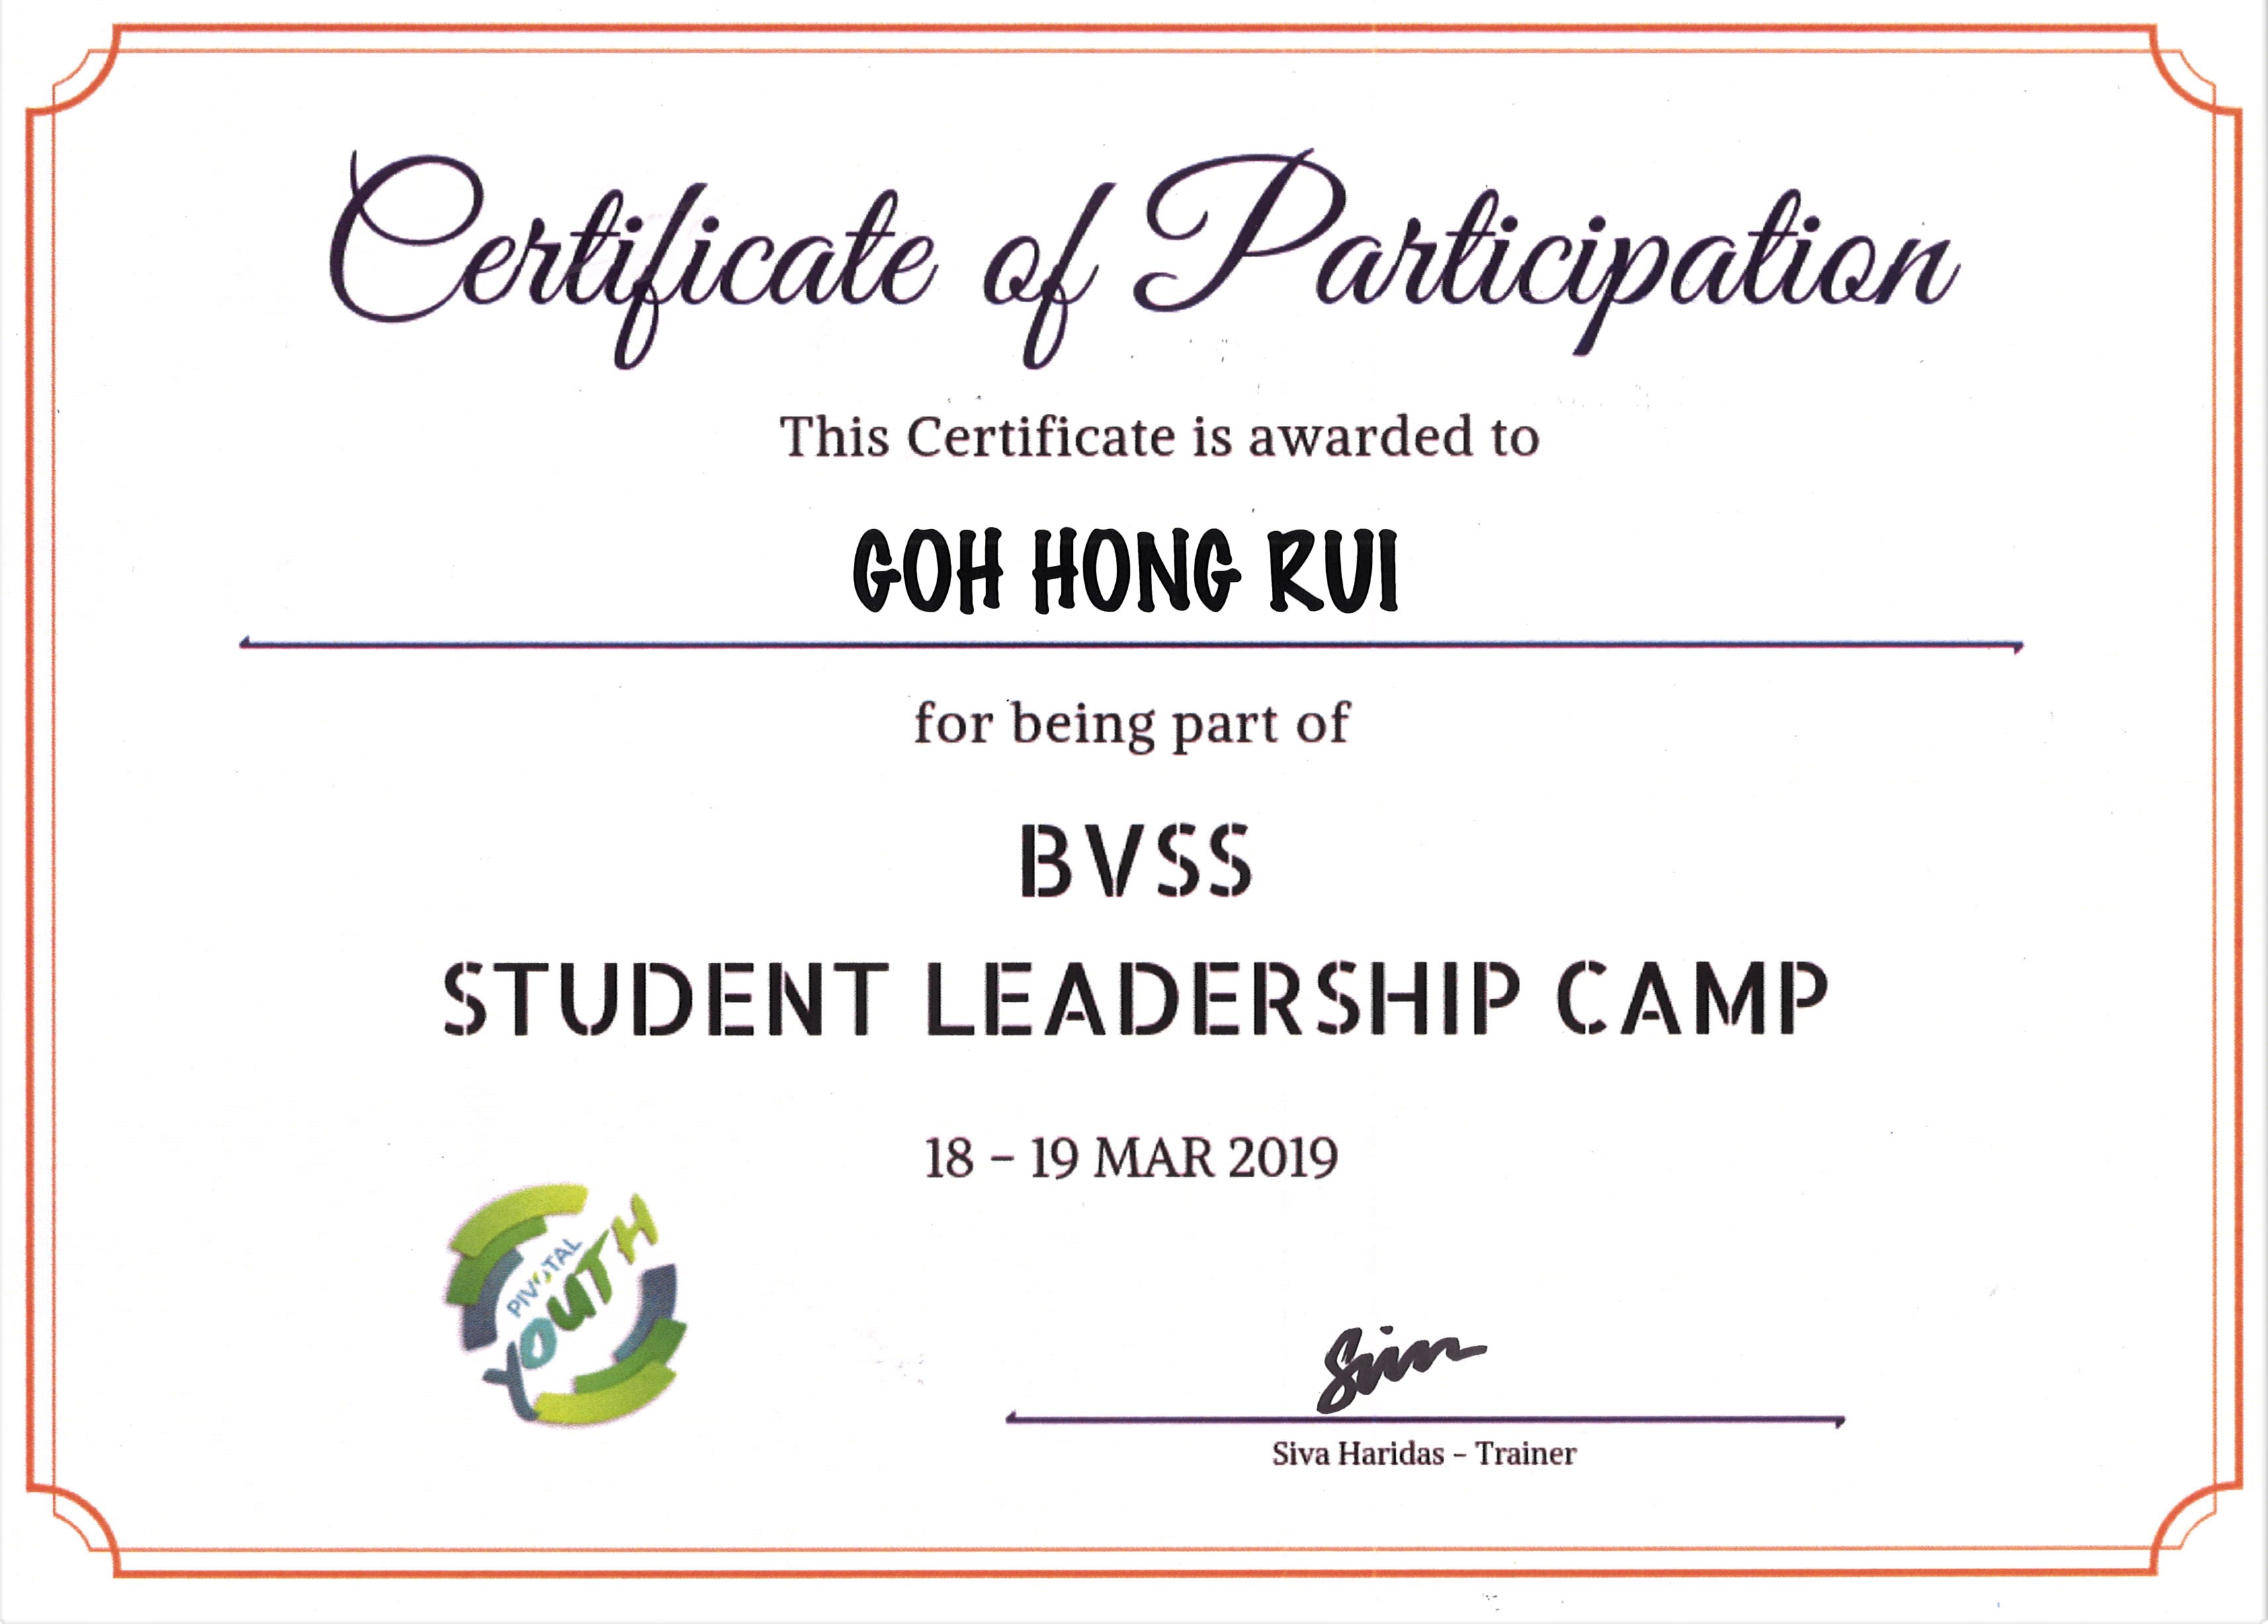 Certificate of Participation
This Certificate is awarded to
GOH HONG RUI
for being part of
BVSS
STUDENT LEADERSHIP CAMP
18 – 19 MAR 2019
PIVOTAL
YOUTH
Siva Haridas – Trainer